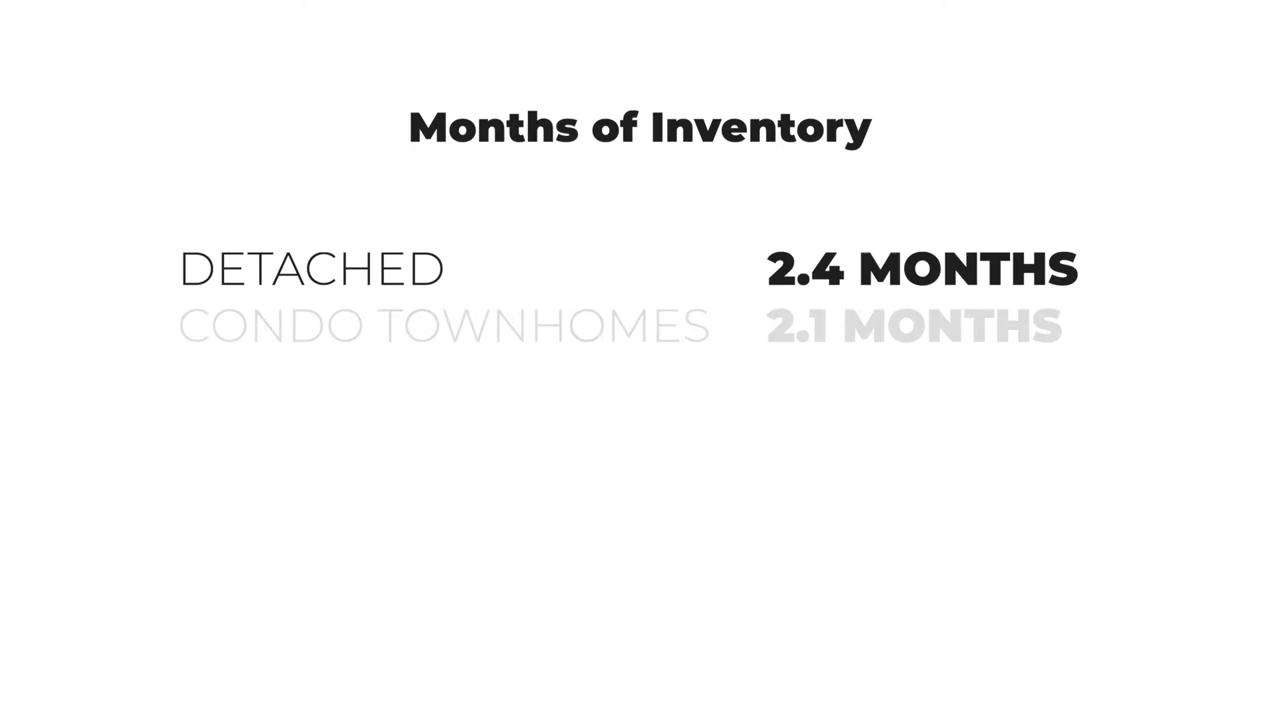 Months of Inventory
DETACHED 2.4 MONTHS
CONDO TOWNHOMES 2.1 MONTHS